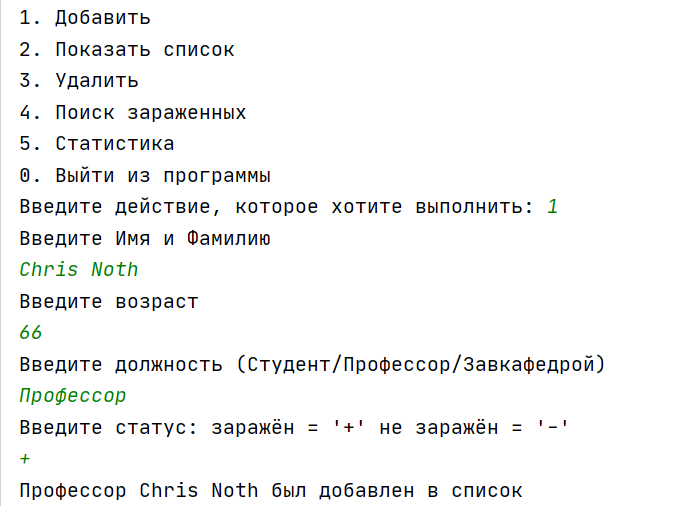 1. Добавить
2. Показать список
3. Удалить
4. Поиск зараженных
5. Статистика
0. Выйти из программы
Введите действие, которое хотите выполнить: 1
Введите Имя и Фамилию
Chris Noth
Введите возраст
66
Введите должность (Студент/Профессор/Завкафедрой)
Профессор
Введите статус: заражён = '+' не заражён = '-'
+
Профессор Chris Noth был добавлен в список